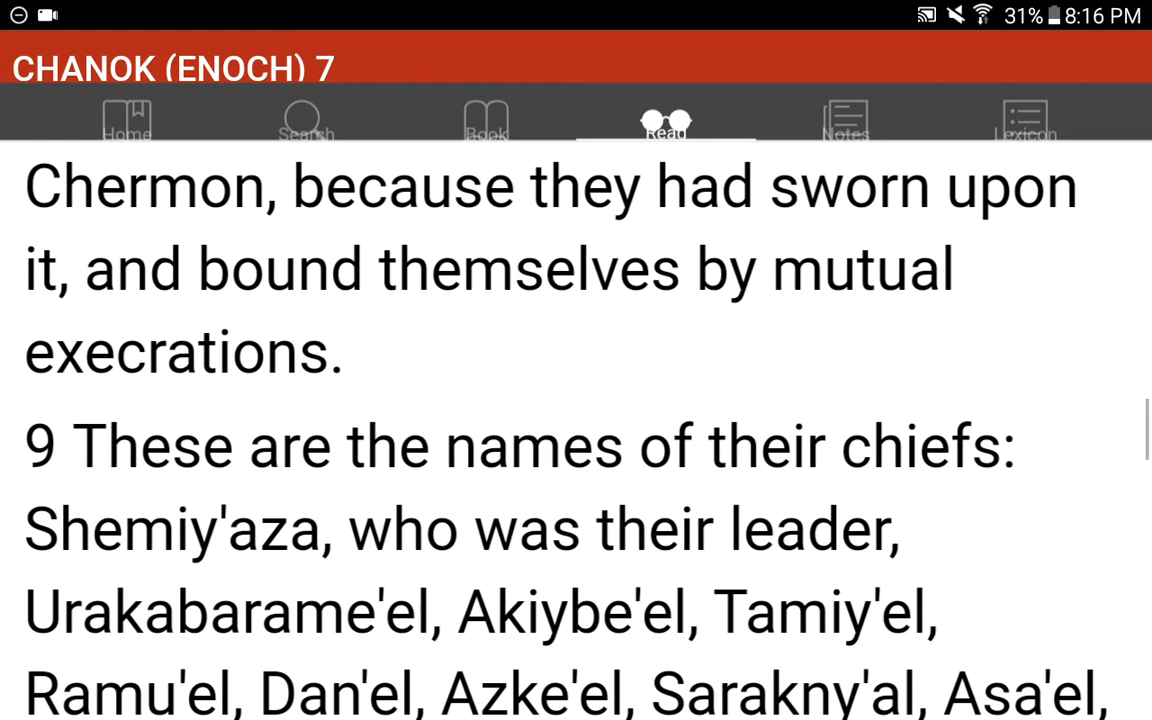 31% 8:16 PM
CHANOK (ENOCH) 7
Home Search Book Read Notes Lexicon
Chermon, because they had sworn upon
it, and bound themselves by mutual
execrations.
9 These are the names of their chiefs:
Shemiy'aza, who was their leader,
Urakabarame'el, Akiybe'el, Tamiy'el,
Ramu'el, Dan'el, Azke'el, Sarakny'al, Asa'el,